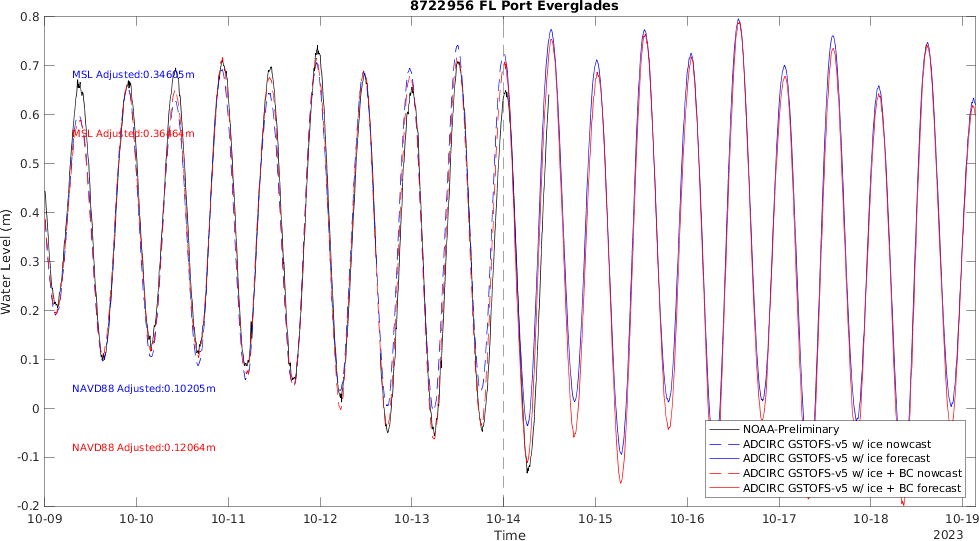 8722956 FL Port Everglades
0.8
0.7
0.6
0.5
0.4
0.3
0.2
0.1
0
-0.1
-0.2
Water Level (m)
MSL Adjusted:0.34605m
MSL Adjusted:0.36464m
NAVD88 Adjusted:0.10205m
NAVD88 Adjusted:0.12064m
NOAA-Preliminary
ADCIRC GSTOFS-v5 w/ ice nowcast
ADCIRC GSTOFS-v5 w/ ice forecast
ADCIRC GSTOFS-v5 w/ ice + BC nowcast
ADCIRC GSTOFS-v5 w/ ice + BC forecast
10-09 10-10 10-11 10-12 10-13 10-14 10-15 10-16 10-17 10-18 10-19
Time
2023